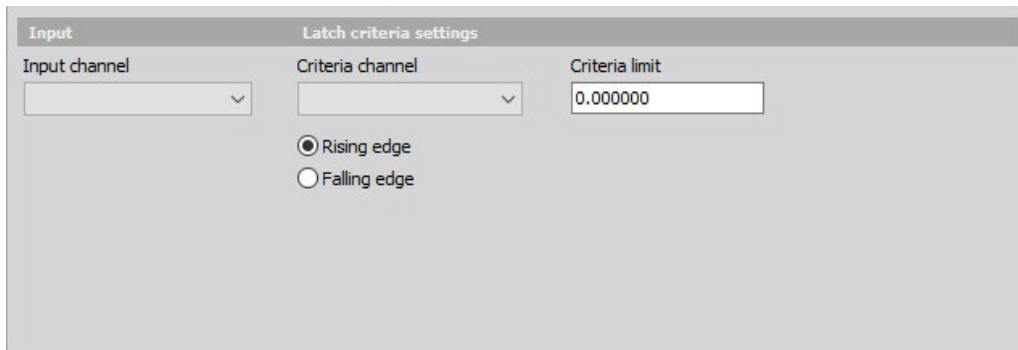 Input Latch criteria settings
Input channel Criteria channel Criteria limit
0.000000
Rising edge
Falling edge